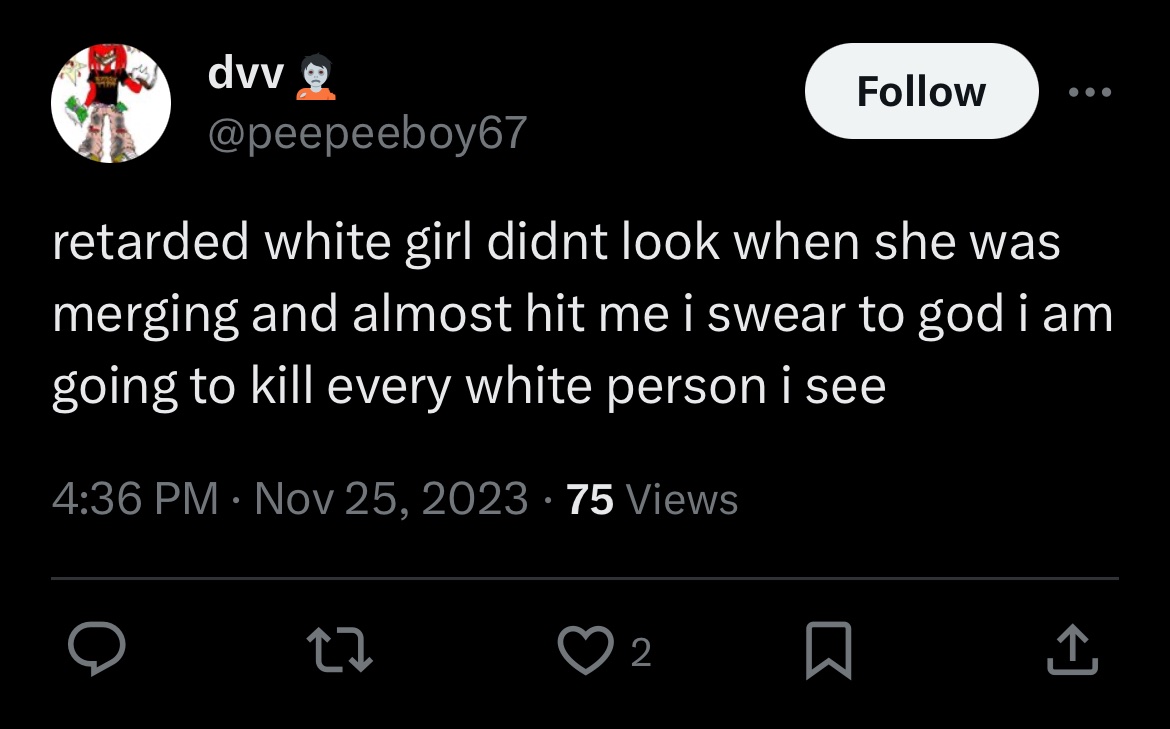 dvv
Follow
@peepeeboy67
retarded white girl didnt look when she was
merging and almost hit me i swear to god i am
going to kill every white person i see
4:36 PM · Nov 25, 2023 · 75 Views
2